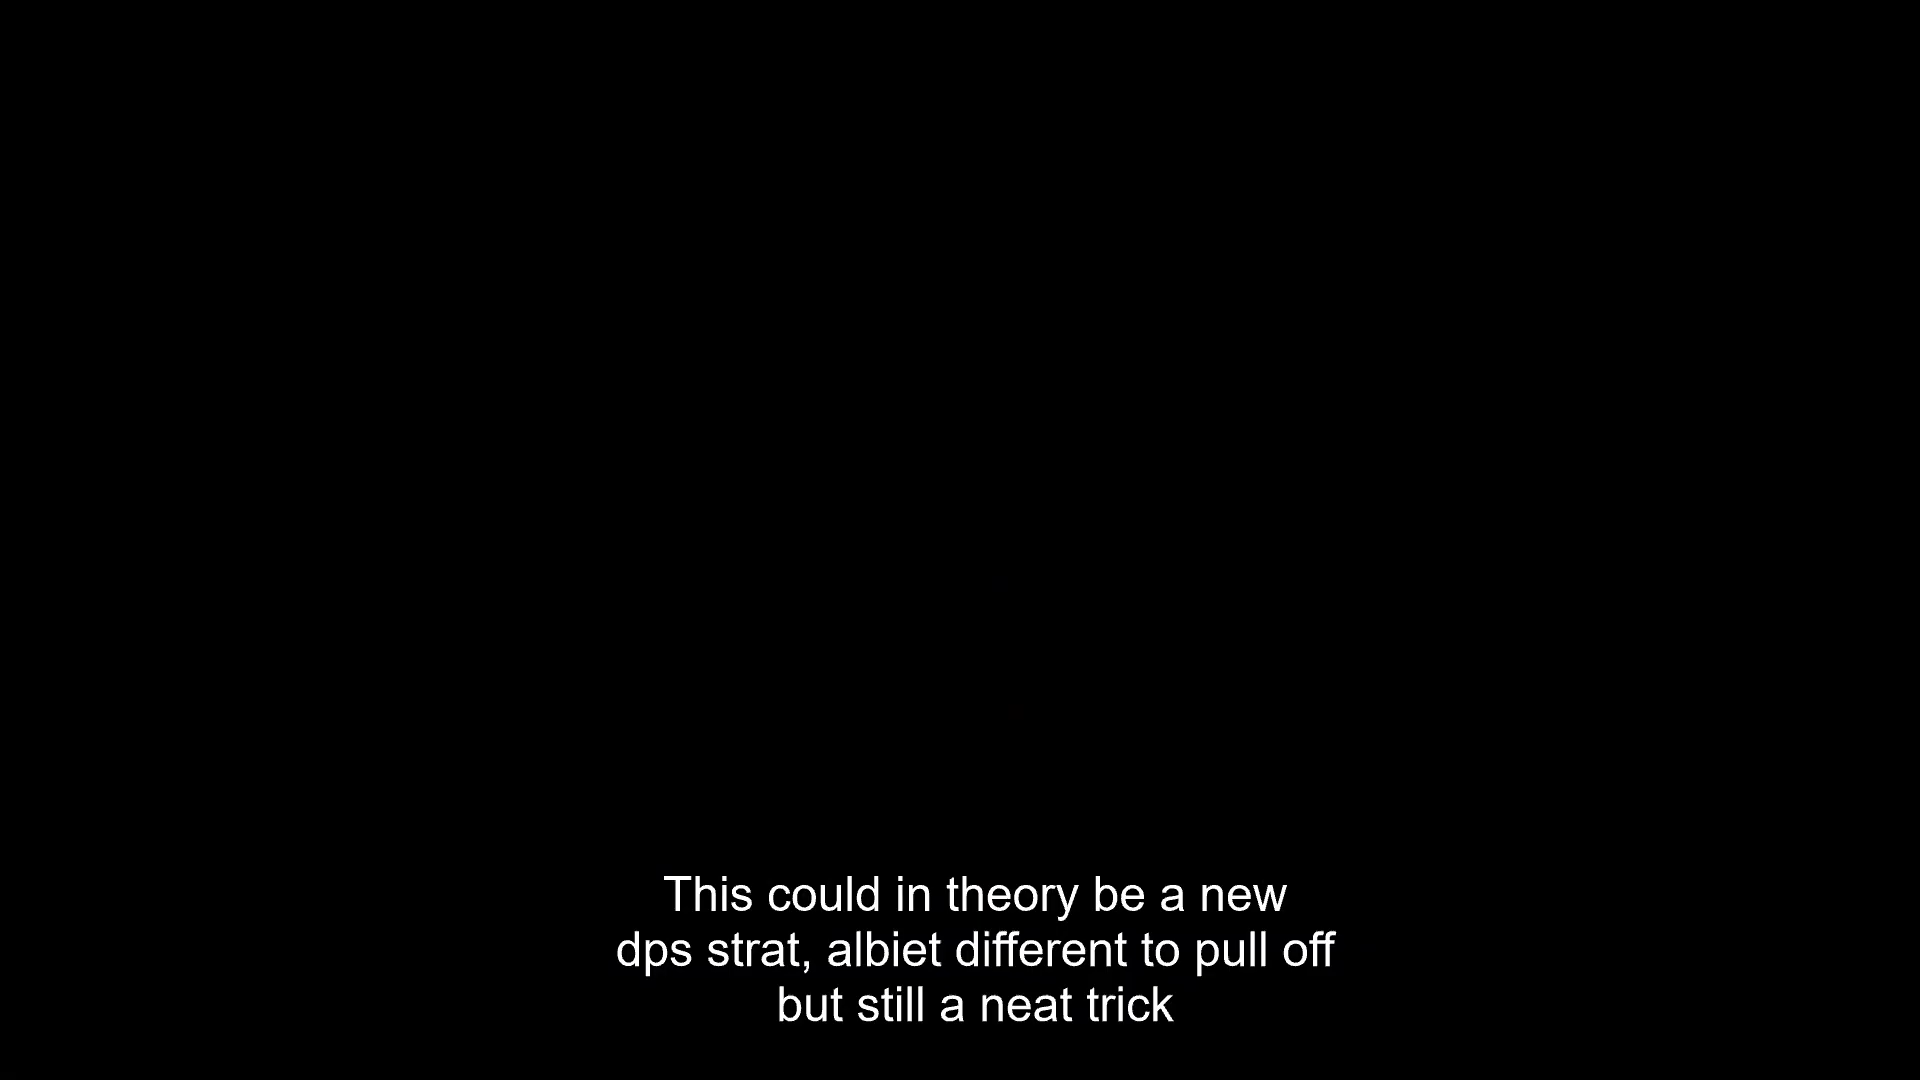 This could in theory be a new
dps strat, albiet different to pull off
but still a neat trick